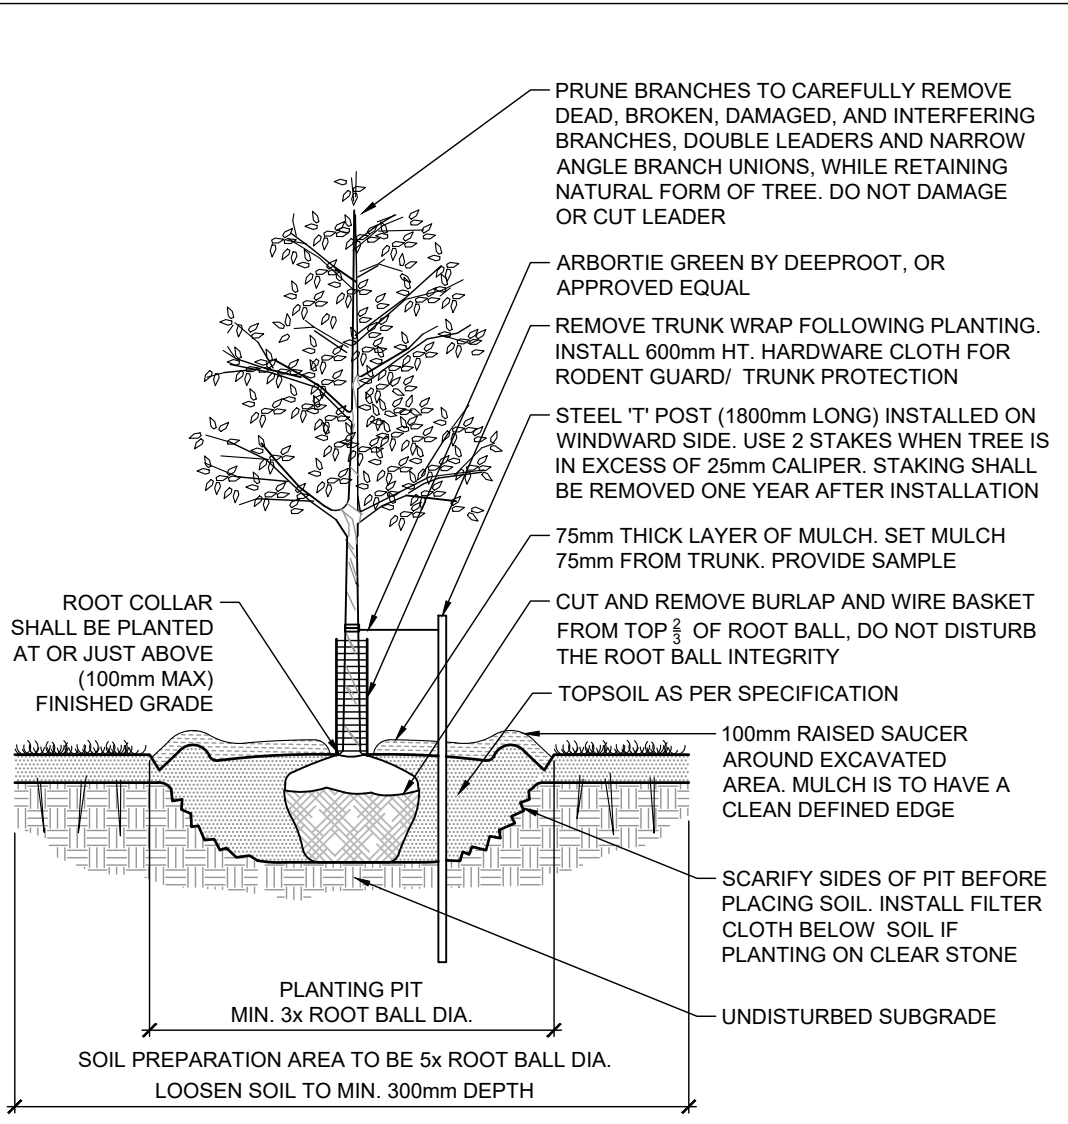 PRUNE BRANCHES TO CAREFULLY REMOVE
DEAD, BROKEN, DAMAGED, AND INTERFERING
BRANCHES, DOUBLE LEADERS AND NARROW
ANGLE BRANCH UNIONS, WHILE RETAINING
NATURAL FORM OF TREE. DO NOT DAMAGE
OR CUT LEADER
ARBORTIE GREEN BY DEEPROOT, OR
APPROVED EQUAL
REMOVE TRUNK WRAP FOLLOWING PLANTING.
INSTALL 600mm HT. HARDWARE CLOTH FOR
RODENT GUARD/ TRUNK PROTECTION
STEEL 'T' POST (1800mm LONG) INSTALLED ON
WINDWARD SIDE. USE 2 STAKES WHEN TREE IS
IN EXCESS OF 25mm CALIPER. STAKING SHALL
BE REMOVED ONE YEAR AFTER INSTALLATION
75mm THICK LAYER OF MULCH. SET MULCH
75mm FROM TRUNK. PROVIDE SAMPLE
CUT AND REMOVE BURLAP AND WIRE BASKET
FROM TOP 2/3 OF ROOT BALL, DO NOT DISTURB
THE ROOT BALL INTEGRITY
TOPSOIL AS PER SPECIFICATION
ROOT COLLAR
SHALL BE PLANTED
AT OR JUST ABOVE
(100mm MAX)
FINISHED GRADE
100mm RAISED SAUCER
AROUND EXCAVATED
AREA. MULCH IS TO HAVE A
CLEAN DEFINED EDGE
SCARIFY SIDES OF PIT BEFORE
PLACING SOIL. INSTALL FILTER
CLOTH BELOW SOIL IF
PLANTING ON CLEAR STONE
UNDISTURBED SUBGRADE
PLANTING PIT
MIN. 3x ROOT BALL DIA.
SOIL PREPARATION AREA TO BE 5x ROOT BALL DIA.
LOOSEN SOIL TO MIN. 300mm DEPTH